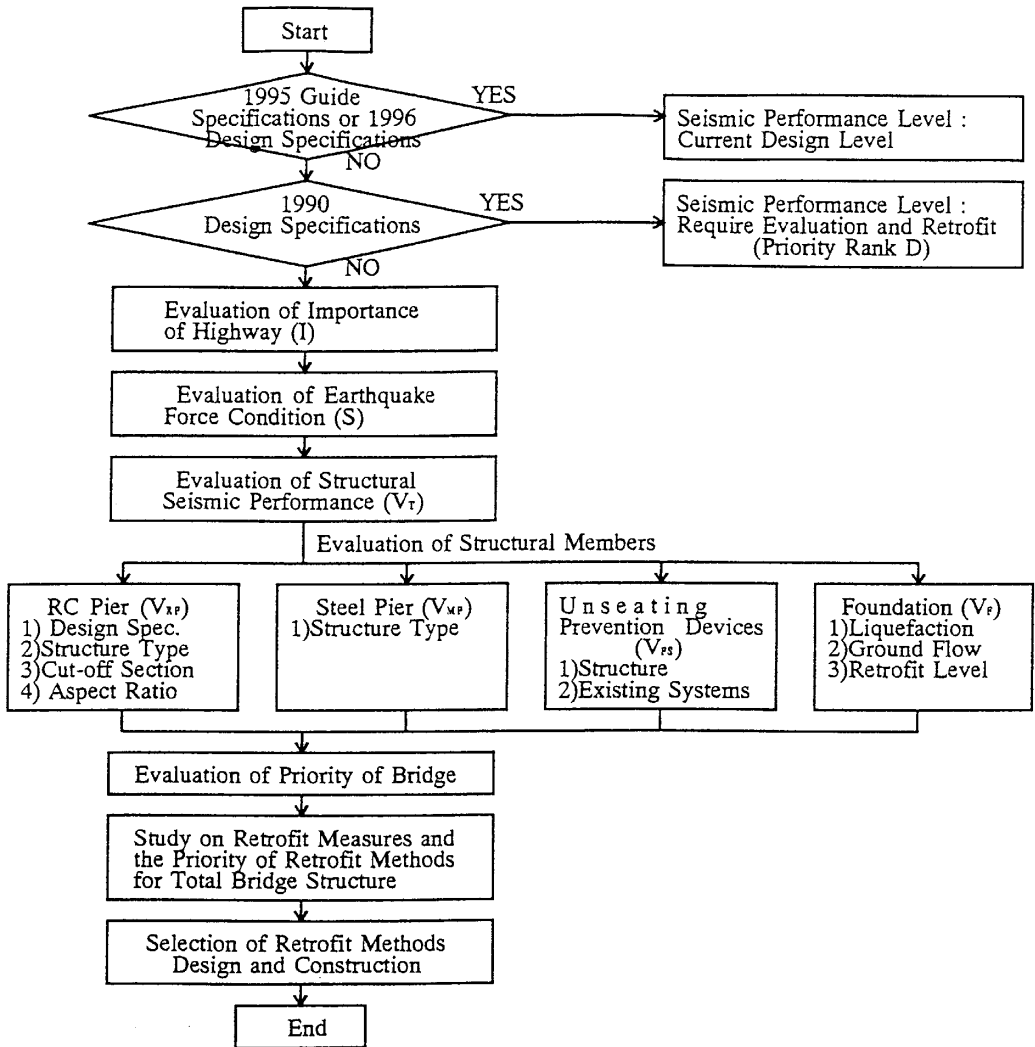 Start
1995 Guide
Specifications or 1996
Design Specifications
YES
NO
Seismic Performance Level :
Current Design Level
1990
Design Specifications
YES
NO
Seismic Performance Level :
Require Evaluation and Retrofit
(Priority Rank D)
Evaluation of Importance
of Highway (I)
Evaluation of Earthquake
Force Condition (S)
Evaluation of Structural
Seismic Performance (VT)
Evaluation of Structural Members
RC Pier (VRP)
1) Design Spec.
2)Structure Type
3)Cut-off Section
4) Aspect Ratio
Steel Pier (VMP)
1)Structure Type
Unseating
Prevention Devices
(VFS)
1)Structure
2)Existing Systems
Foundation (VF)
1)Liquefaction
2)Ground Flow
3)Retrofit Level
Evaluation of Priority of Bridge
Study on Retrofit Measures and
the Priority of Retrofit Methods
for Total Bridge Structure
Selection of Retrofit Methods
Design and Construction
End